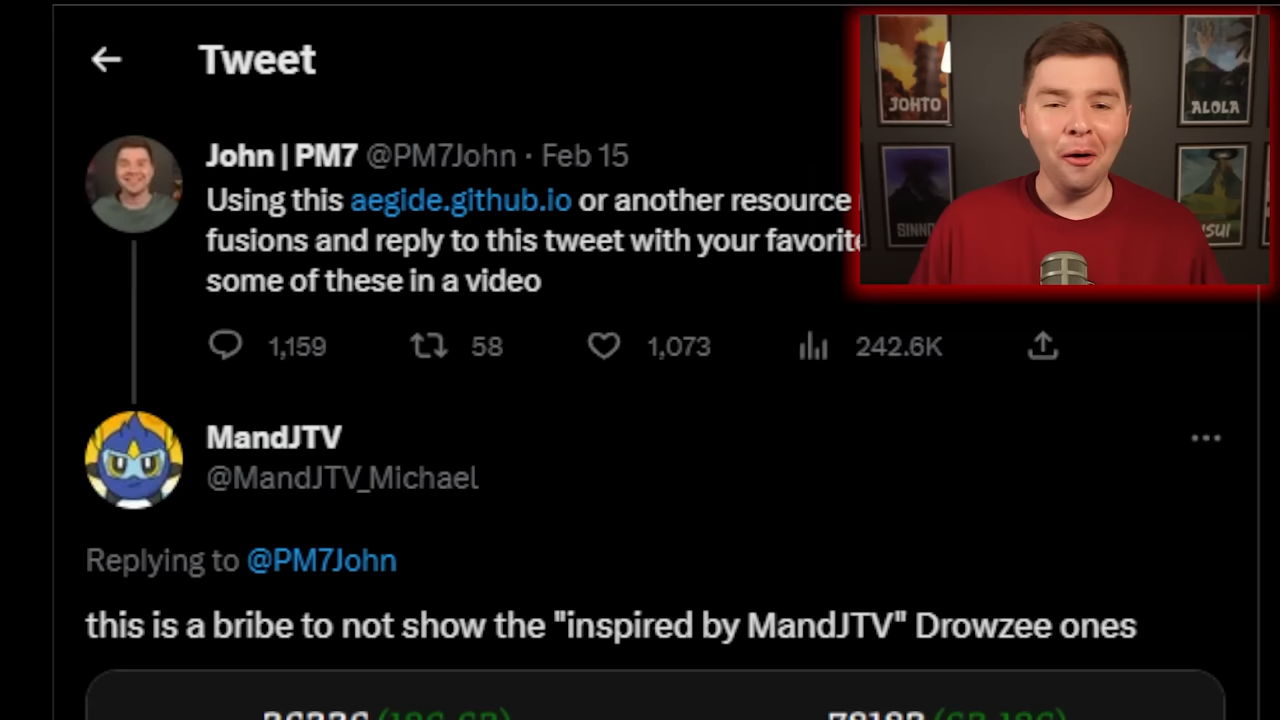 Tweet
John | PM7 @PM7John · Feb 15
Using this aegide.github.io or another resource
fusions and reply to this tweet with your favorite
some of these in a video
1,159 58 1,073 242.6K
MandJTV
@MandJTV_Michael
Replying to @PM7John
this is a bribe to not show the "inspired by MandJTV" Drowzee ones
JOHTO
ALOLA